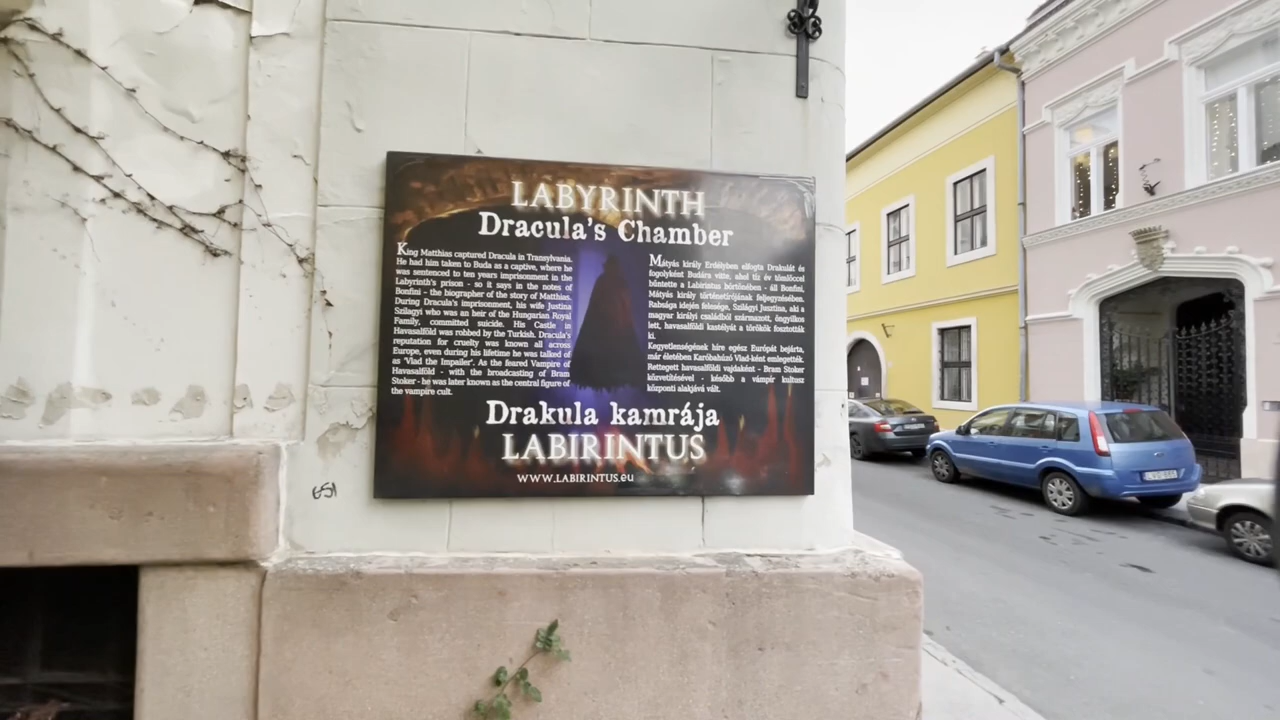 LABYRINTH
Dracula's Chamber
King Matthias captured Dracula in Transylvania.
He had him taken to Buda as a captive, where he
was sentenced to ten years imprisonment in the
Labyrinth's prison - so it says in the notes of
Bonfini - the biographer of the story of Matthias.
During Dracula's imprisonment, his wife Justina
Szilagyi who was an heir of the Hungarian Royal
Family, committed suicide. His Castle in
Havasalföld was robbed by the Turkish. Dracula's
reputation for cruelty was known all across
Europe, even during his lifetime he was talked of
as 'Vlad the Impailer'. As the feared Vampire of
Havasalföld - with the broadcasting of Bram
Stoker - he was later known as the central figure of
the vampire cult.
Mátyás király Erdélyben elfogta Drakulát és
fogolyként Budára vitte, ahol tíz év tömlöccel
büntette a Labirintus börtönében - áll Bonfini,
Mátyás király történetírójának feljegyzésében.
Rabsága idején felesége, Szilágyi Jusztina, aki a
magyar királyi családból származott, öngyilkos
lett, havasalföldi kastélyát a törökök fosztották
ki.
Kegyetlenségének híre egész Európát bejárta,
már életében Karóbahúzó Vlad-ként emlegették.
Rettegett havasalföldi vajdaként - Bram Stoker
közvetítésével - később a vámpír kultusz
központi alakjává vált.
Drakula kamrája
LABIRINTUS
WWW.LABIRINTUS.eu